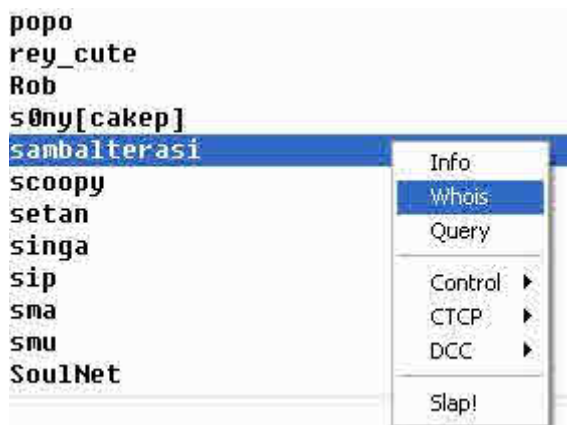 popo
rey_cute
Rob
s0ny[cakep]
sambalterasi
scoopy
setan
singa
sip
sma
smu
SoulNet
Info
Whois
Query
Control
CTCP
DCC
Slap!